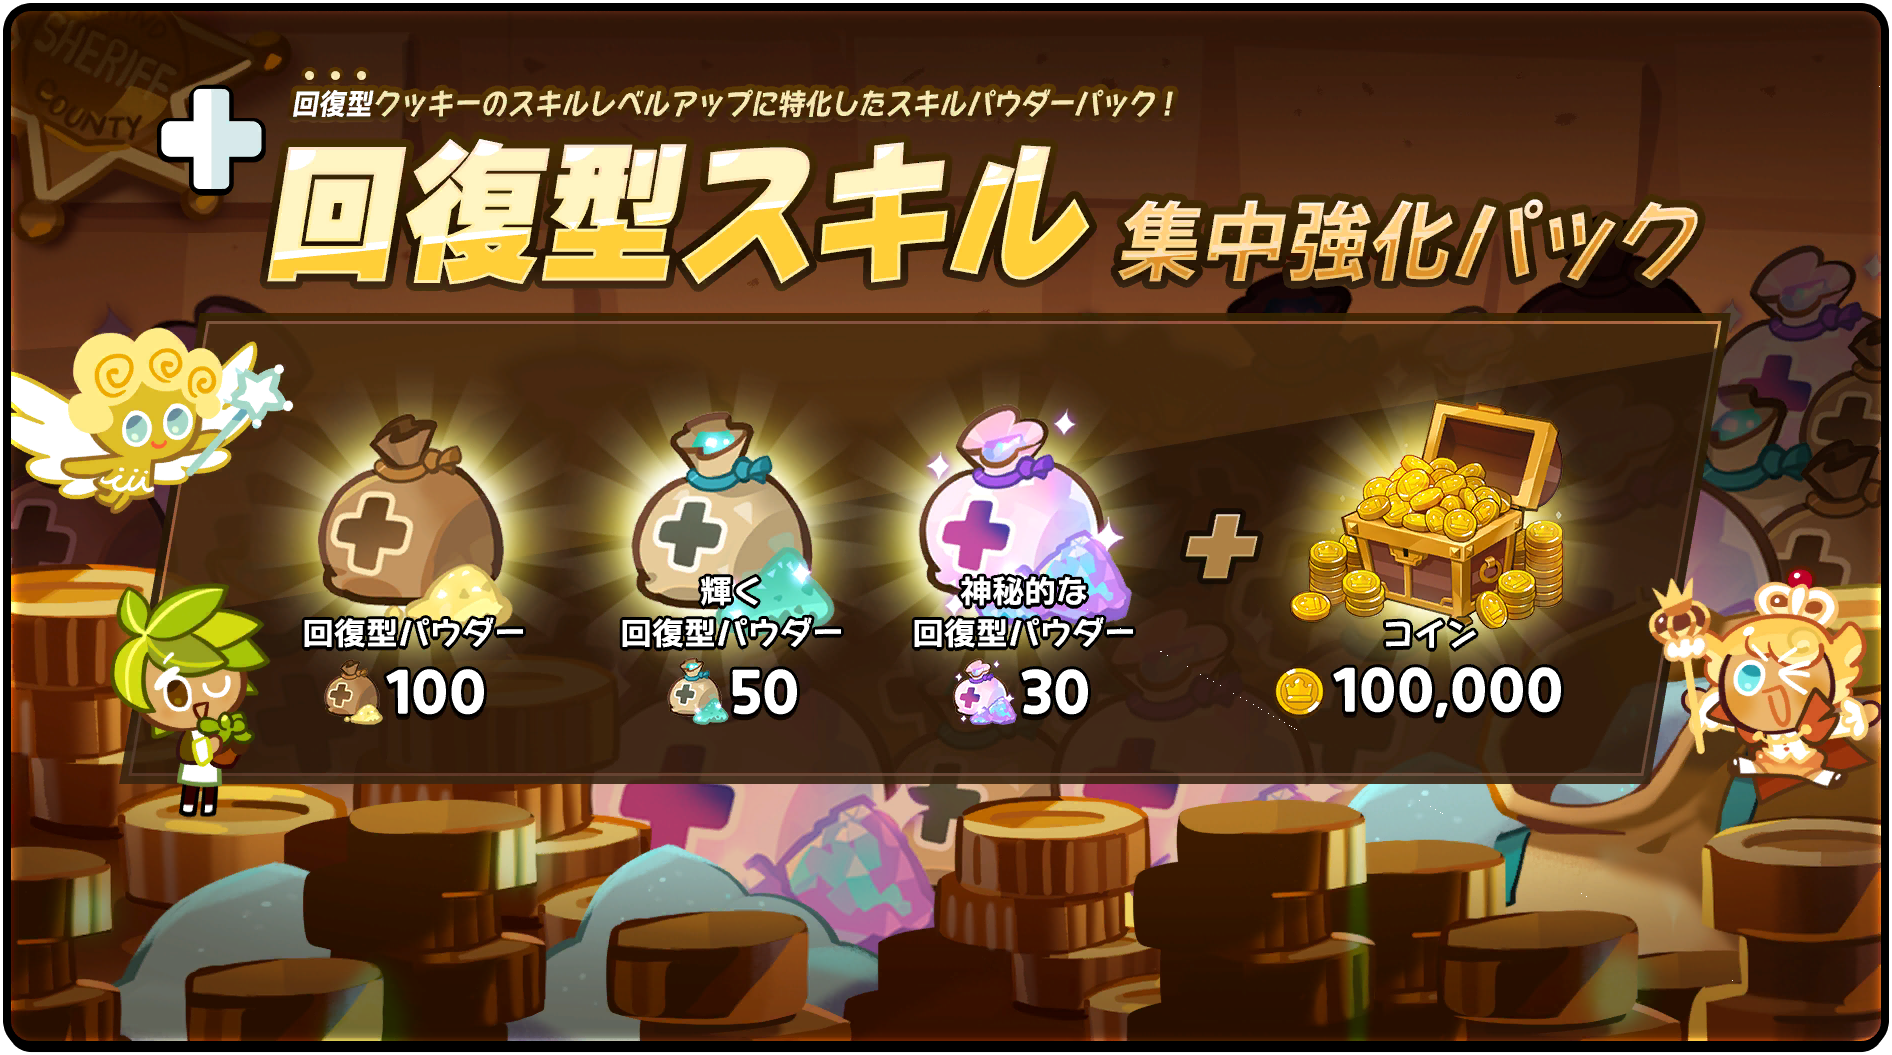 SHERIFF
COUNTY
回復型クッキーのスキルレベルアップに特化したスキルパウダーパック！
回復型スキル 集中強化パック
回復型パウダー
100
輝く
回復型パウダー
50
神秘的な
回復型パウダー
30
コイン
100,000